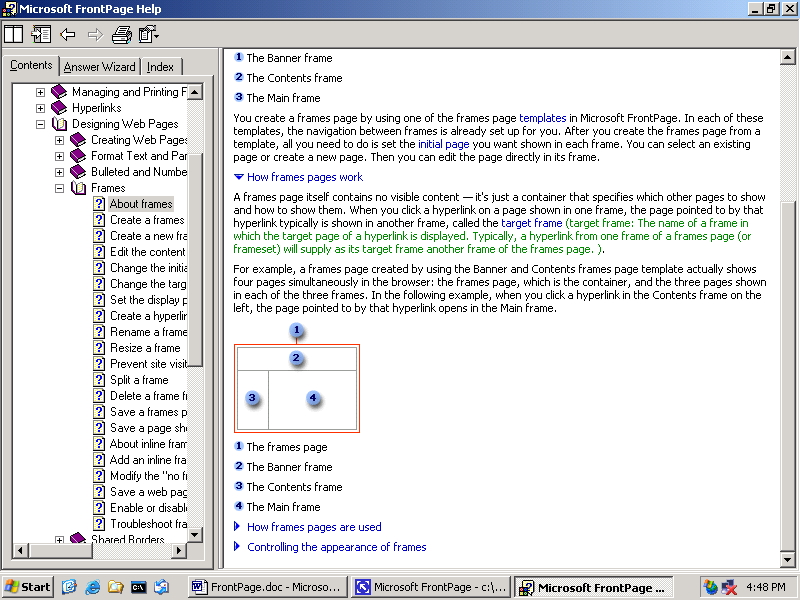 Microsoft FrontPage Help
Contents
Answer Wizard
Index
Managing and Printing F
Hyperlinks
Designing Web Pages
Creating Web Pages
Format Text and Par
Bulleted and Numbe
Frames
About frames
Create a frames
Create a new fra
Edit the content
Change the initia
Change the targ
Set the display p
Create a hyperlin
Rename a frame
Resize a frame
Prevent site visit
Split a frame
Delete a frame f
Save a frames p
Save a page sh
About inline fram
Add an inline fra
Modify the "no f
Save a web pag
Enable or disabl
Troubleshoot fra
Shared Borders
1 The Banner frame
2 The Contents frame
3 The Main frame
You create a frames page by using one of the frames page templates in Microsoft FrontPage. In each of these
templates, the navigation between frames is already set up for you. After you create the frames page from a
template, all you need to do is set the initial page you want shown in each frame. You can select an existing
page or create a new page. Then you can edit the page directly in its frame.
How frames pages work
A frames page itself contains no visible content — it's just a container that specifies which other pages to show
and how to show them. When you click a hyperlink on a page shown in one frame, the page pointed to by that
hyperlink typically is shown in another frame, called the target frame (target frame: The name of a frame in
which the target page of a hyperlink is displayed. Typically, a hyperlink from one frame of a frames page (or
frameset) will supply as its target frame another frame of the frames page. ).
For example, a frames page created by using the Banner and Contents frames page template actually shows
four pages simultaneously in the browser: the frames page, which is the container, and the three pages shown
in each of the three frames. In the following example, when you click a hyperlink in the Contents frame on the
left, the page pointed to by that hyperlink opens in the Main frame.
1
2
3 4
1 The frames page
2 The Banner frame
3 The Contents frame
4 The Main frame
How frames pages are used
Controlling the appearance of frames
Start
FrontPage.doc - Microso...
Microsoft FrontPage - c:\...
Microsoft FrontPage ...
4:48 PM